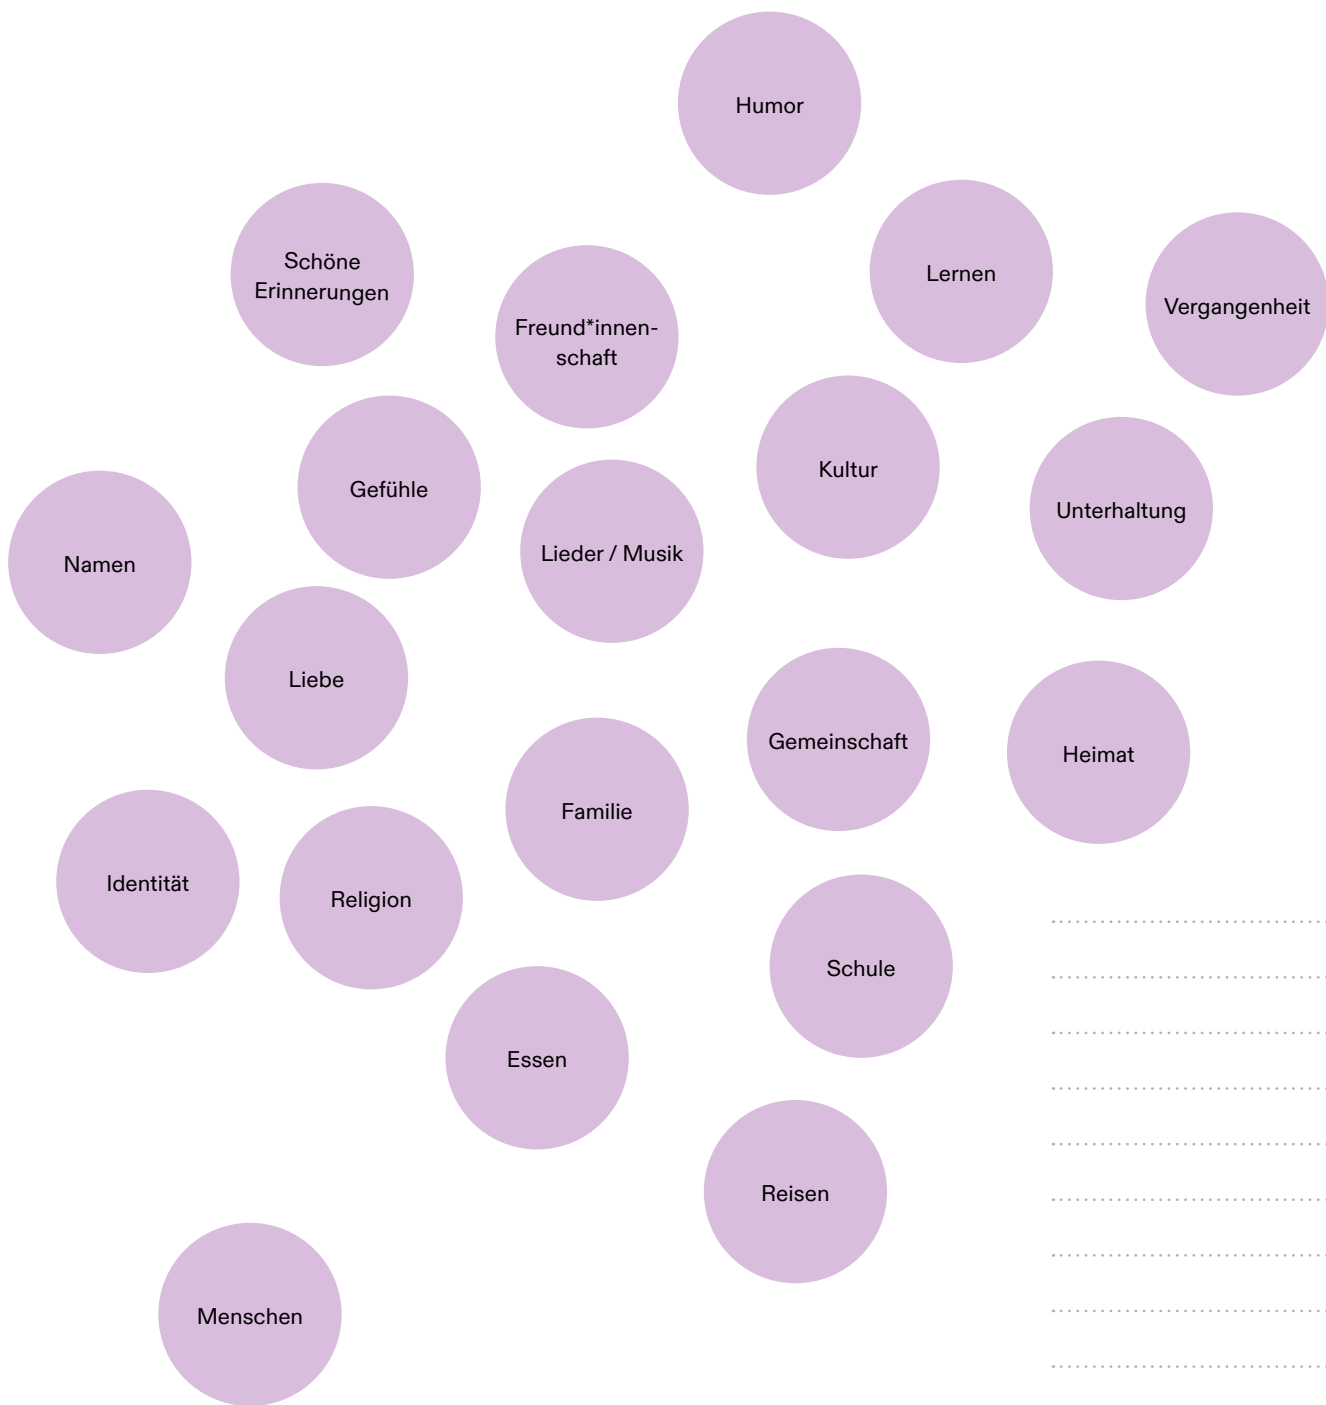 Humor
Schöne
Erinnerungen
Lernen
Vergangenheit
Freund*innen-
schaft
Gefühle
Kultur
Unterhaltung
Namen
Lieder / Musik
Liebe
Gemeinschaft
Heimat
Familie
Identität
Religion
Schule
Essen
Reisen
Menschen